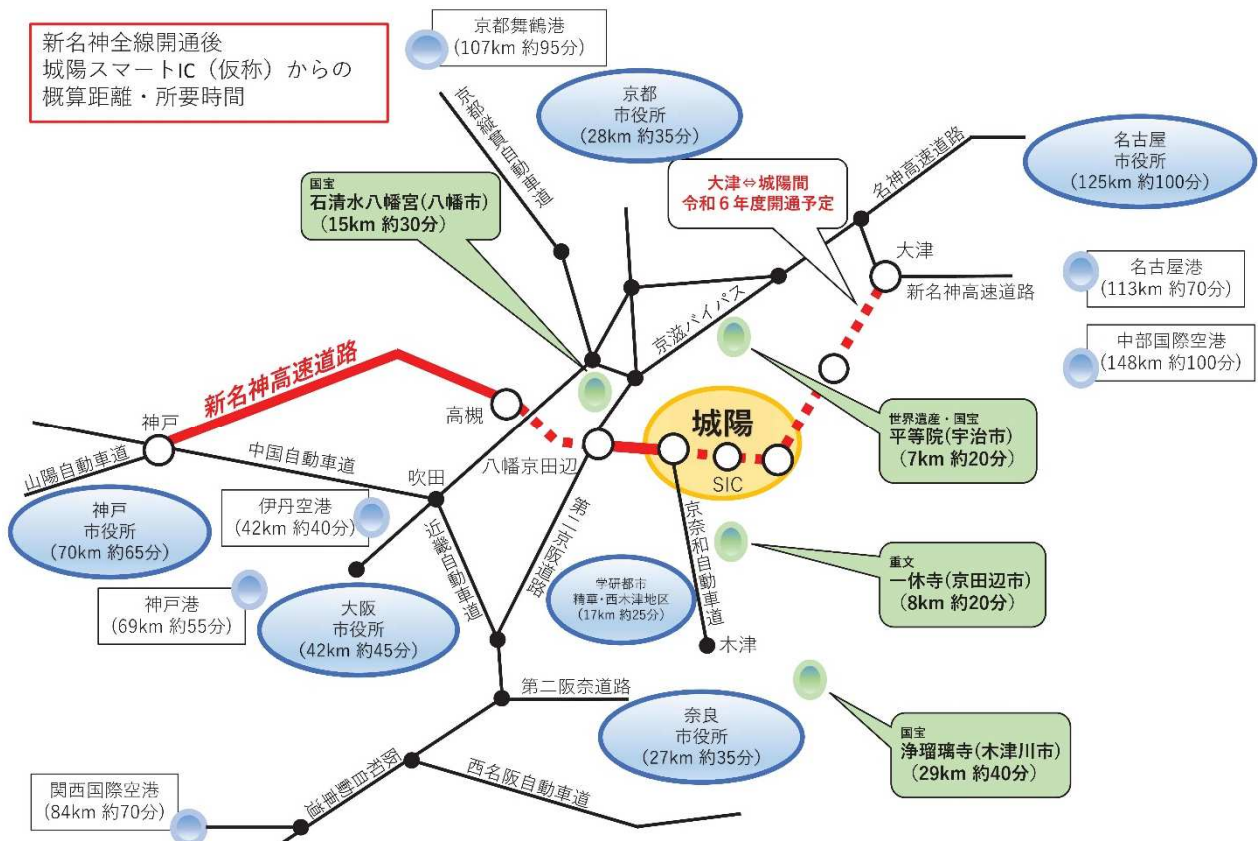 新名神全線開通後
城陽スマートIC（仮称）からの
概算距離・所要時間
京都舞鶴港
(107km 約95分)
京都
市役所
(28km 約35分)
京都縦貫自動車道
名神高速道路
名古屋
市役所
(125km 約100分)
国宝
石清水八幡宮(八幡市)
(15km 約30分)
大津⇔城陽間
令和６年度開通予定
大津
新名神高速道路
名古屋港
(113km 約70分)
中部国際空港
(148km 約100分)
京滋バイパス
新名神高速道路
高槻
神戸
山陽自動車道
中国自動車道
吹田
八幡京田辺
城陽
SIC
世界遺産・国宝
平等院(宇治市)
(7km 約20分)
神戸
市役所
(70km 約65分)
伊丹空港
(42km 約40分)
近畿自動車道
第二京阪道路
京奈和自動車道
重文
一休寺(京田辺市)
(8km 約20分)
神戸港
(69km 約55分)
大阪
市役所
(42km 約45分)
学研都市
精華・西木津地区
(17km 約25分)
木津
第二阪奈道路
奈良
市役所
(27km 約35分)
国宝
浄瑠璃寺(木津川市)
(29km 約40分)
関西国際空港
(84km 約70分)
阪和自動車道
西名阪自動車道